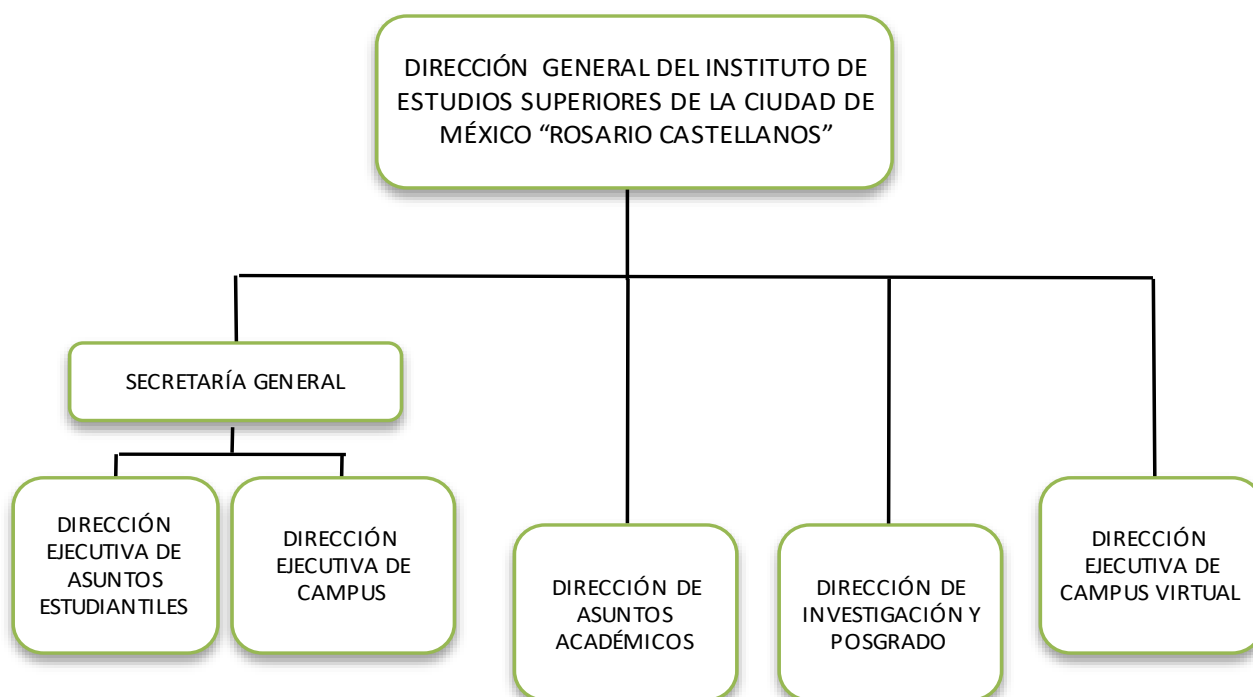 DIRECCIÓN GENERAL DEL INSTITUTO DE
ESTUDIOS SUPERIORES DE LA CIUDAD DE
MÉXICO “ROSARIO CASTELLANOS”
SECRETARÍA GENERAL
DIRECCIÓN
EJECUTIVA DE
ASUNTOS
ESTUDIANTILES
DIRECCIÓN
EJECUTIVA DE
CAMPUS
DIRECCIÓN DE
ASUNTOS
ACADÉMICOS
DIRECCIÓN DE
INVESTIGACIÓN Y
POSGRADO
DIRECCIÓN
EJECUTIVA DE
CAMPUS VIRTUAL